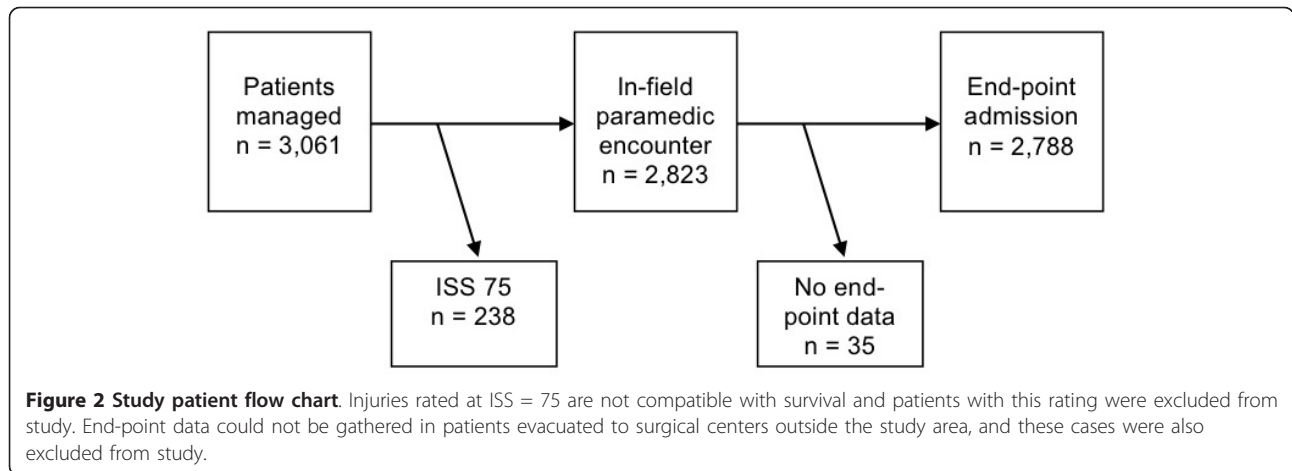 Patients
managed
n = 3,061
In-field
paramedic
encounter
n = 2,823
End-point
admission
n = 2,788
ISS 75
n = 238
No end-
point data
n = 35
Figure 2 Study patient flow chart. Injuries rated at ISS = 75 are not compatible with survival and patients with this rating were excluded from
study. End-point data could not be gathered in patients evacuated to surgical centers outside the study area, and these cases were also
excluded from study.